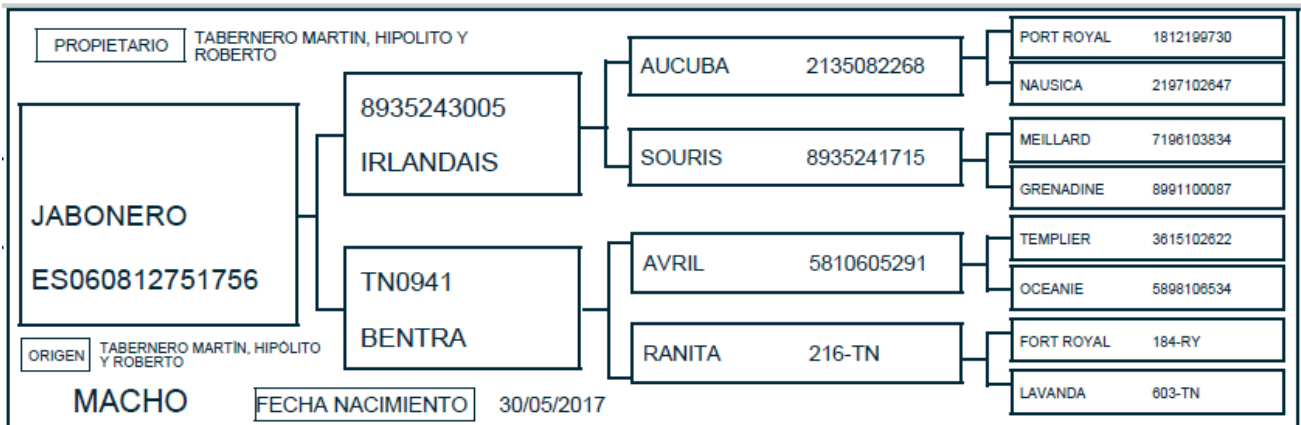 PROPIETARIO
TABERNERO MARTIN, HIPOLITO Y
ROBERTO
JABONERO
ES060812751756
ORIGEN
TABERNERO MARTÍN, HIPÓLITO
Y ROBERTO
MACHO
FECHA NACIMIENTO 30/05/2017
8935243005
IRLANDAIS
TN0941
BENTRA
AUCUBA 2135082268
SOURIS 8935241715
AVRIL 5810605291
RANITA 216-TN
PORT ROYAL 1812199730
NAUSICA 2197102647
MEILLARD 7196103834
GRENADINE 8991100087
TEMPLIER 3615102622
OCEANIE 5898106534
FORT ROYAL 184-RY
LAVANDA 603-TN